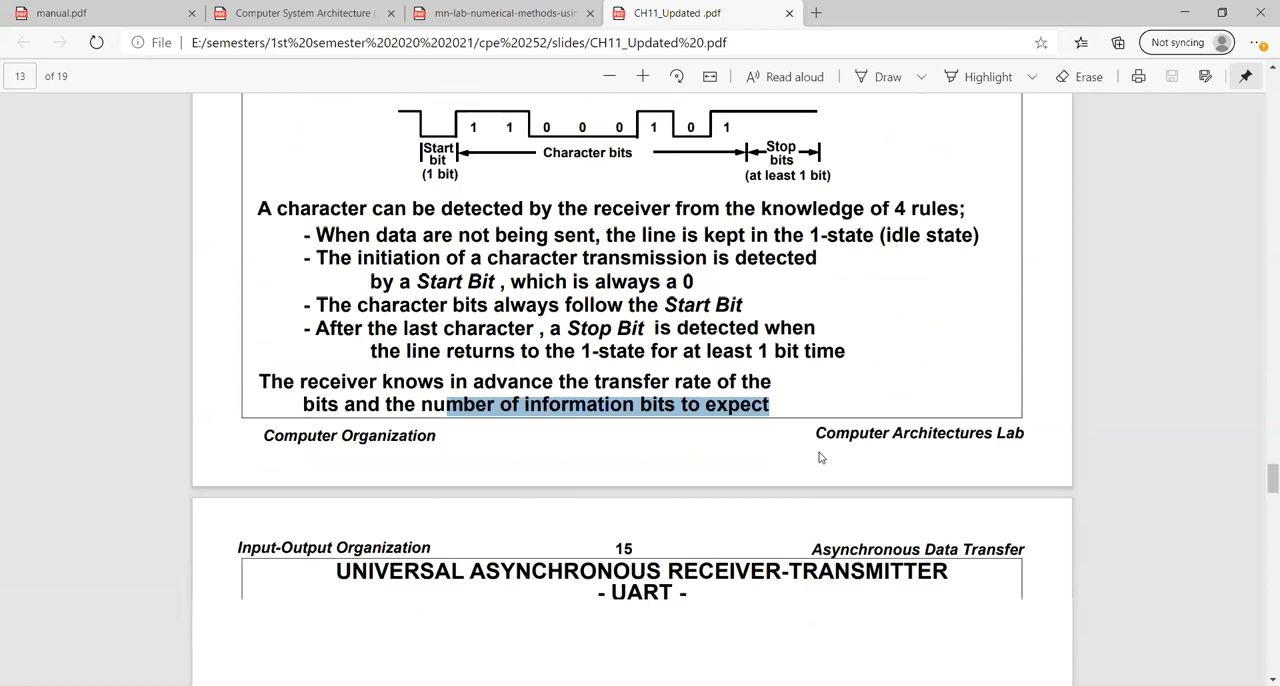 manual.pdf
Computer System Architecture (
mn-lab-numerical-methods-usin
CH11_Updated .pdf
File
E:/semesters/1st%20semester%202020%202021/cpe%20252/slides/CH11_Updated%20.pdf
Not syncing
13 of 19
Read aloud
Draw
Highlight
Erase
1 1 0 0 0 1 0 1
Start bit (1 bit)
Character bits
Stop bits (at least 1 bit)
A character can be detected by the receiver from the knowledge of 4 rules;
- When data are not being sent, the line is kept in the 1-state (idle state)
- The initiation of a character transmission is detected
by a Start Bit , which is always a 0
- The character bits always follow the Start Bit
- After the last character , a Stop Bit is detected when
the line returns to the 1-state for at least 1 bit time
The receiver knows in advance the transfer rate of the
bits and the number of information bits to expect
Computer Organization
Computer Architectures Lab
Input-Output Organization
15
Asynchronous Data Transfer
UNIVERSAL ASYNCHRONOUS RECEIVER-TRANSMITTER
- UART -